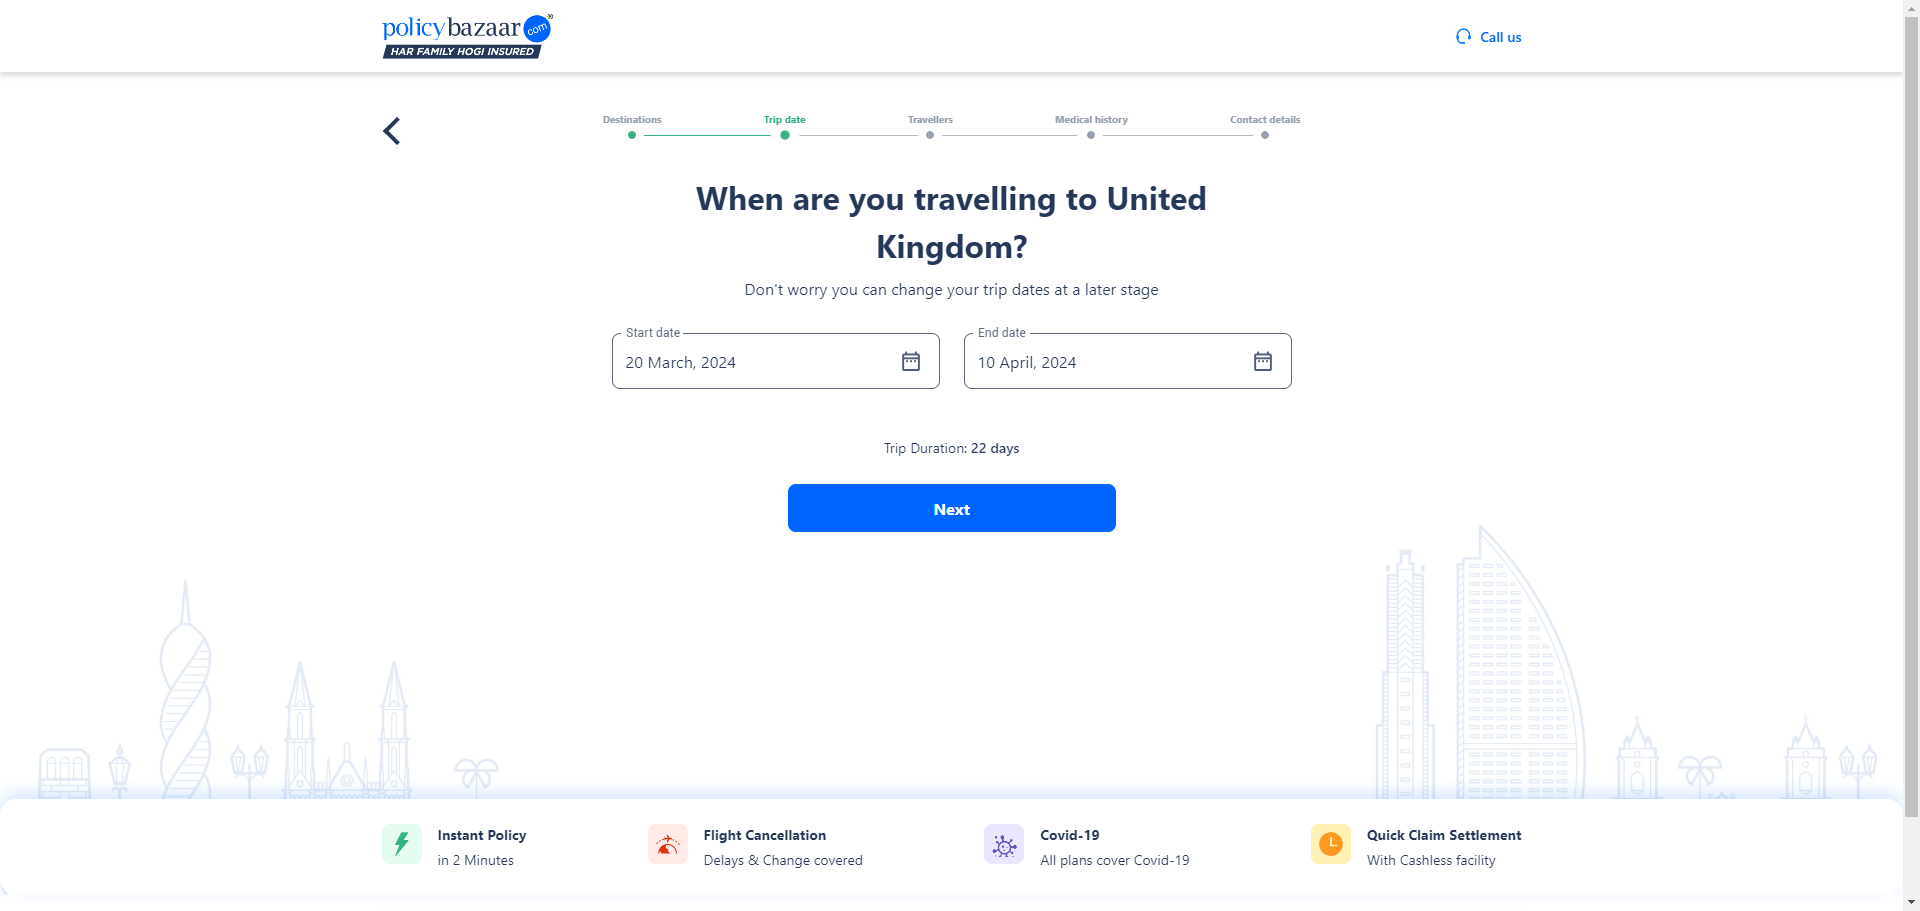 policybazaar.com®
HAR FAMILY HOGI INSURED
Call us
Destinations
Trip date
Travellers
Medical history
Contact details
When are you travelling to United
Kingdom?
Don't worry you can change your trip dates at a later stage
Start date
20 March, 2024
End date
10 April, 2024
Trip Duration: 22 days
Next
Instant Policy
in 2 Minutes
Flight Cancellation
Delays & Change covered
Covid-19
All plans cover Covid-19
Quick Claim Settlement
With Cashless facility